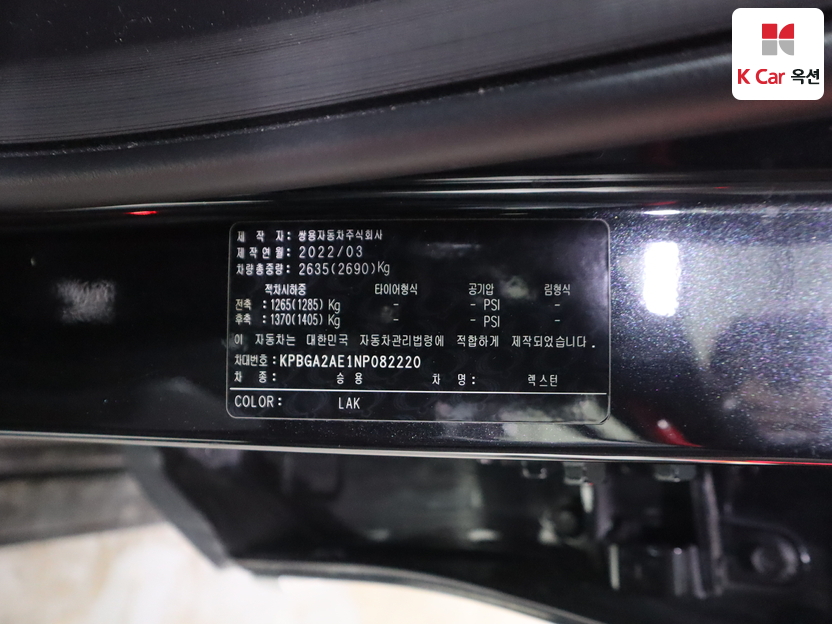 K Car 옥션
제 작 자 : 쌍용자동차주식회사
제작연월 : 2022/03
차량총중량 : 2635(2690)Kg
적차시하중 타이어형식 공기압 림형식
전축 : 1265(1285) Kg - - PSI -
후축 : 1370(1405) Kg - - PSI -
이 자동차는 대한민국 자동차관리법령에 적합하게 제작되었습니다.
차대번호 : KPBGA2AE1NP082220
차 종 : 승 용 차 명 : 렉스턴
COLOR : LAK